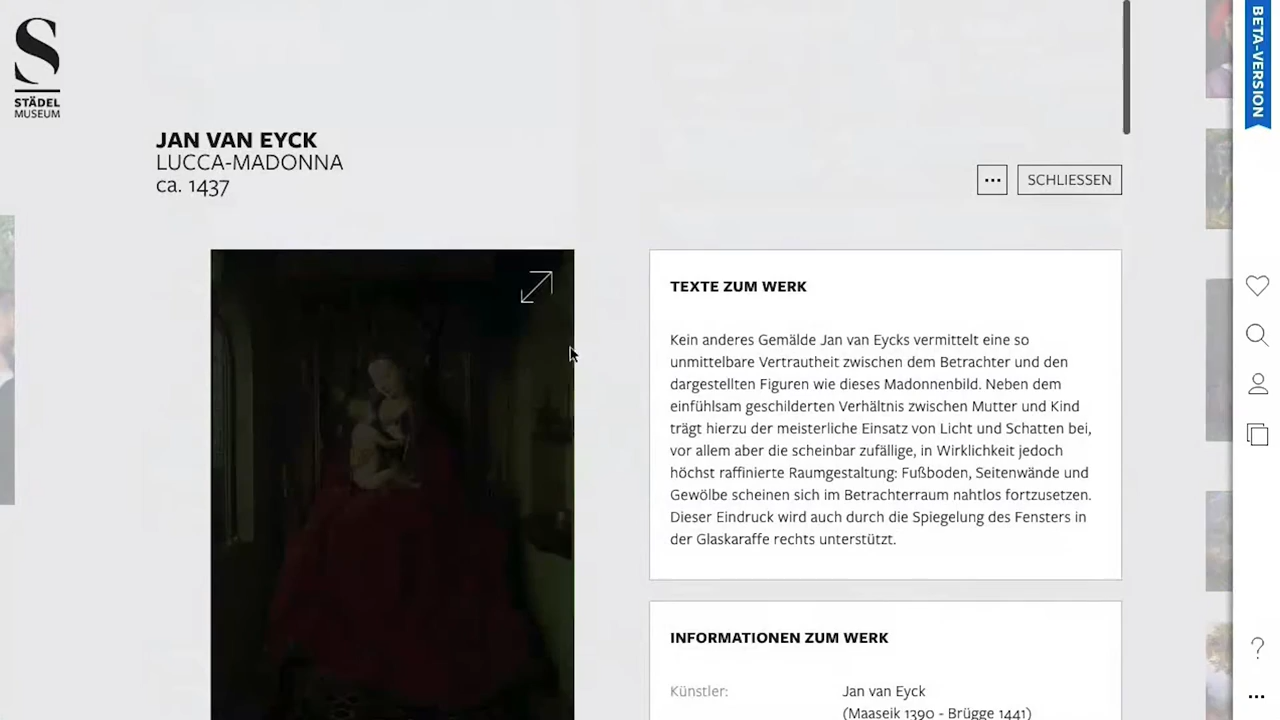 STÄDEL
MUSEUM
JAN VAN EYCK
LUCCA-MADONNA
ca. 1437
SCHLIESSEN
BETA-VERSION
TEXTE ZUM WERK
Kein anderes Gemälde Jan van Eycks vermittelt eine so
unmittelbare Vertrautheit zwischen dem Betrachter und den
dargestellten Figuren wie dieses Madonnenbild. Neben dem
einfühlsam geschilderten Verhältnis zwischen Mutter und Kind
trägt hierzu der meisterliche Einsatz von Licht und Schatten bei,
vor allem aber die scheinbar zufällige, in Wirklichkeit jedoch
höchst raffinierte Raumgestaltung: Fußboden, Seitenwände und
Gewölbe scheinen sich im Betrachterraum nahtlos fortzusetzen.
Dieser Eindruck wird auch durch die Spiegelung des Fensters in
der Glaskaraffe rechts unterstützt.
INFORMATIONEN ZUM WERK
Künstler: Jan van Eyck
(Maaseik 1390 - Brügge 1441)